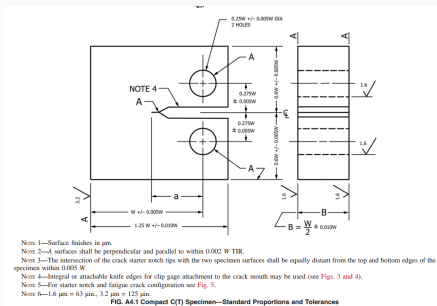 0.25W +/- 0.005W DIA
2 HOLES
A
A
A
NOTE 4
A
0.275W
± 0.005W
0.6W +/- 0.005W
1.6
0.275W
± 0.005W
0.6W +/- 0.005W
1.6
A
a
3.2
1.6
1.6
W +/- 0.005W
B
A
1.25 W +/- 0.010W
B = W/2 ± 0.010W
NOTE 1—Surface finishes in μm.
NOTE 2—A surfaces shall be perpendicular and parallel to within 0.002 W TIR.
NOTE 3—The intersection of the crack starter notch tips with the two specimen surfaces shall be equally distant from the top and bottom edges of the
specimen within 0.005 W.
NOTE 4—Integral or attachable knife edges for clip gage attachment to the crack mouth may be used (see Figs. 3 and 4).
NOTE 5—For starter notch and fatigue crack configuration see Fig. 5.
NOTE 6—1.6 μm = 63 μin., 3.2 μm = 125 μin.
FIG. A4.1 Compact C(T) Specimen—Standard Proportions and Tolerances